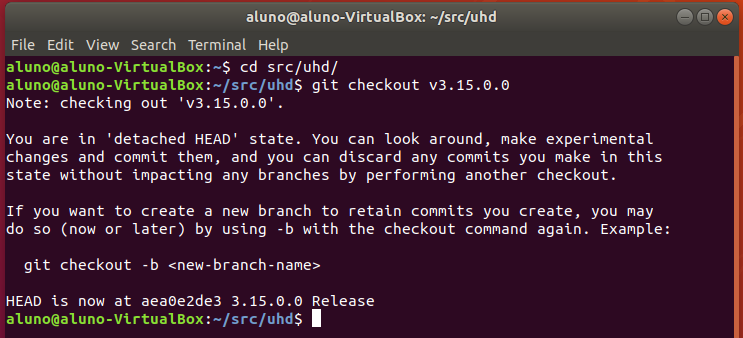 aluno@aluno-VirtualBox: ~/src/uhd
File Edit View Search Terminal Help
aluno@aluno-VirtualBox:~$ cd src/uhd/
aluno@aluno-VirtualBox:~/src/uhd$ git checkout v3.15.0.0
Note: checking out 'v3.15.0.0'.

You are in 'detached HEAD' state. You can look around, make experimental
changes and commit them, and you can discard any commits you make in this
state without impacting any branches by performing another checkout.

If you want to create a new branch to retain commits you create, you may
do so (now or later) by using -b with the checkout command again. Example:

  git checkout -b <new-branch-name>

HEAD is now at aea0e2de3 3.15.0.0 Release
aluno@aluno-VirtualBox:~/src/uhd$